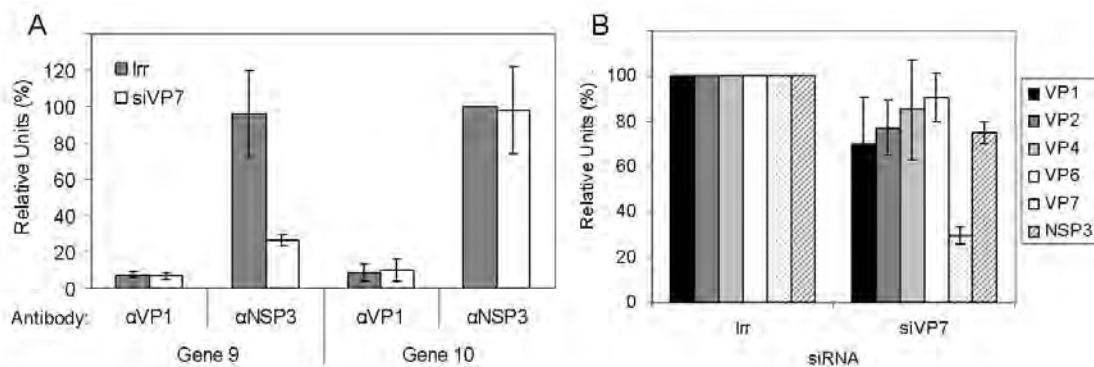 A
Relative Units (%)
120
100
80
60
40
20
0
Irr
siVP7
Antibody: αVP1 αNSP3 αVP1 αNSP3
Gene 9 Gene 10
B
Relative Units (%)
100
80
60
40
20
0
Irr siVP7
siRNA
VP1
VP2
VP4
VP6
VP7
NSP3